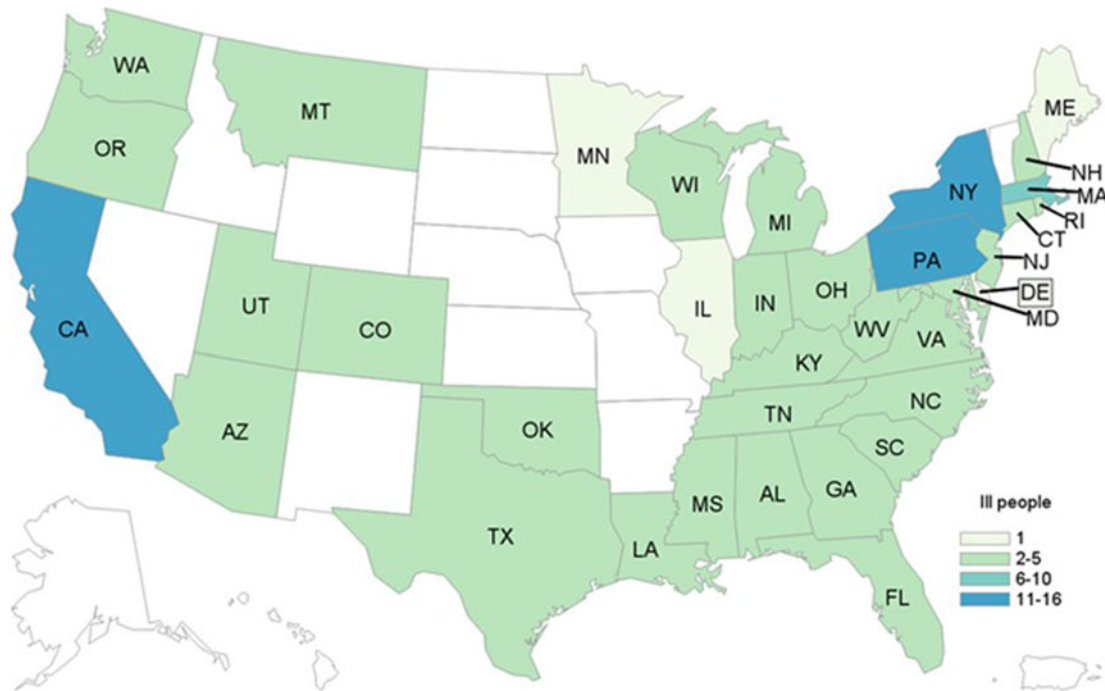 WA
MT
ME
OR
MN
NH
WI
NY
MA
MI
RI
CT
PA
NJ
UT
IN
OH
DE
CA
CO
IL
MD
WV
VA
KY
AZ
OK
TN
NC
SC
TX
MS
AL
GA
LA
FL
Ill people
1
2-5
6-10
11-16